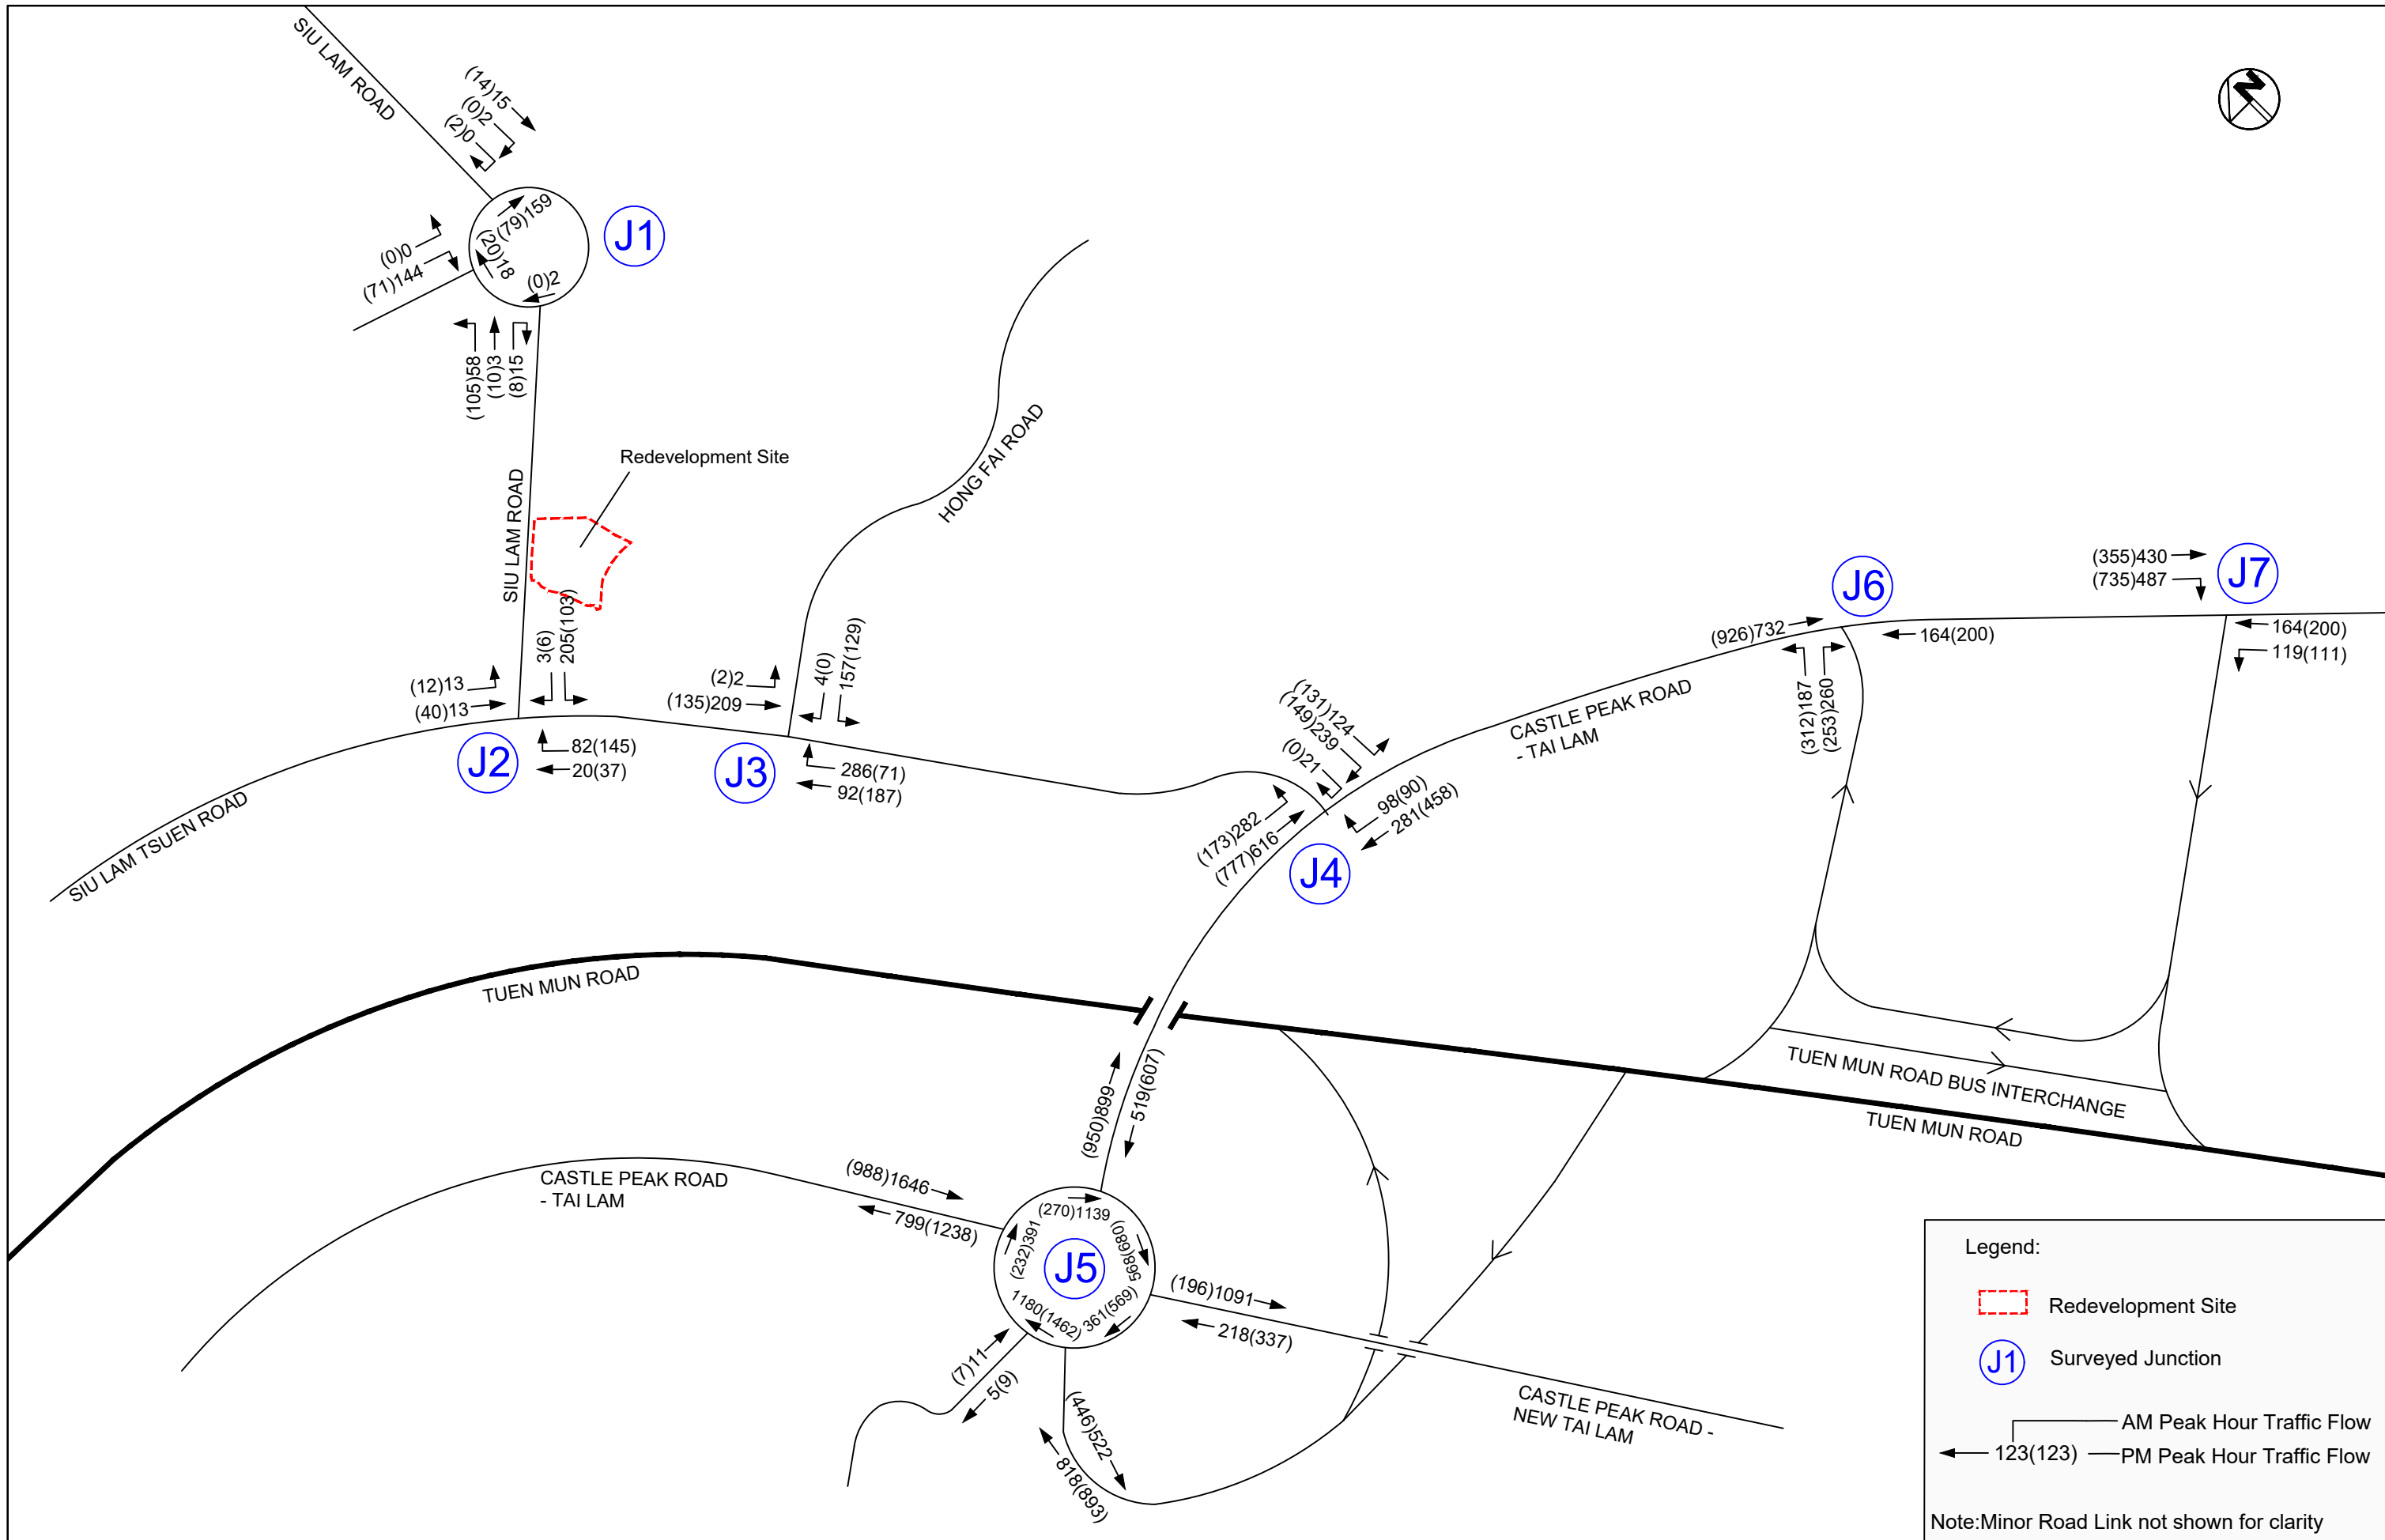 SIU LAM ROAD
(14)15
(0)2
(2)0
N
J1
(79)159
(20)18
(0)2
(0)0
(71)144
(105)58
(10)3
(8)15
Redevelopment Site
HONG FAI ROAD
SIU LAM ROAD
3(6)
205(103)
(12)13
(40)13
J2
82(145)
20(37)
(2)2
(135)209
4(0)
157(129)
J3
286(71)
92(187)
SIU LAM TSUEN ROAD
(131)124
(149)239
(0)21
98(90)
281(458)
(173)282
(777)616
J4
CASTLE PEAK ROAD
- TAI LAM
(926)732
J6
164(200)
(312)187
(253)260
(355)430
(735)487
J7
164(200)
119(111)
TUEN MUN ROAD
TUEN MUN ROAD BUS INTERCHANGE
TUEN MUN ROAD
(950)899
519(607)
CASTLE PEAK ROAD
- TAI LAM
(988)1646
799(1238)
(270)1139
(232)391
568(680)
J5
1180(1462)
361(569)
(196)1091
218(337)
(7)11
5(9)
(446)522
818(893)
CASTLE PEAK ROAD -
NEW TAI LAM
Legend:
Redevelopment Site
J1
Surveyed Junction
AM Peak Hour Traffic Flow
123(123)
PM Peak Hour Traffic Flow
Note:Minor Road Link not shown for clarity